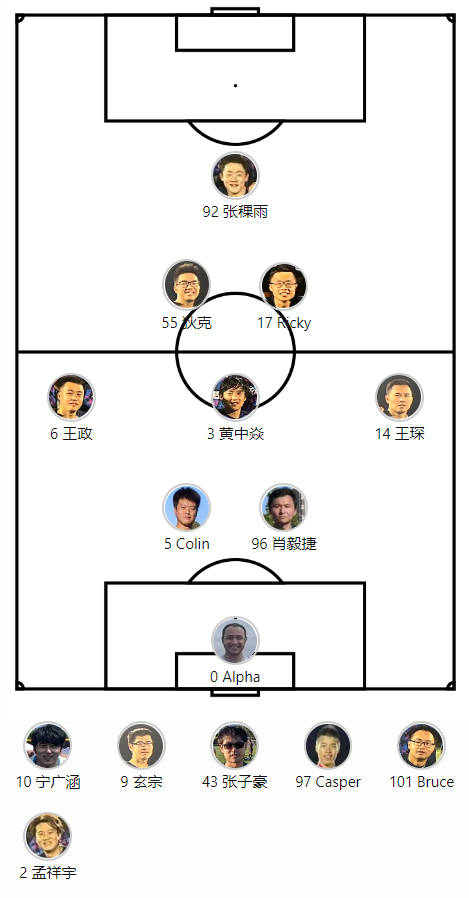 92 张稞雨
55 狄克
17 Ricky
6 王政
3 黄中焱
14 王琛
5 Colin
96 肖毅捷
0 Alpha
10 宁广涵
9 玄宗
43 张子豪
97 Casper
101 Bruce
2 孟祥宇